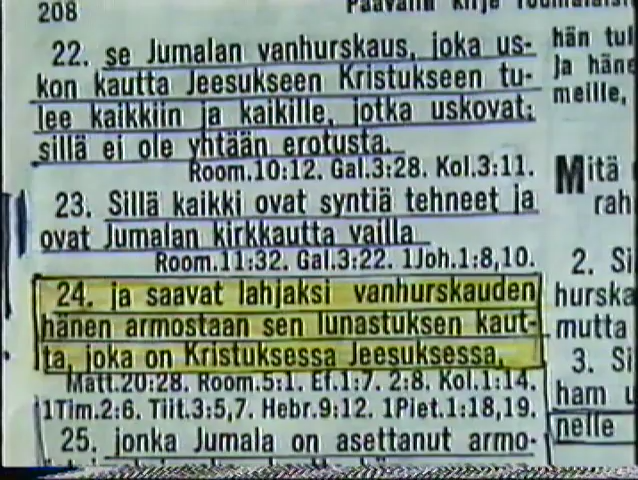 208
Paavalin kirje
22. se Jumalan vanhurskaus, joka us-
kon kautta Jeesukseen Kristukseen tu-
lee kaikkiin ja kaikille, jotka uskovat;
sillä ei ole yhtään erotusta.
Room.10:12. Gal.3:28. Kol.3:11.
23. Sillä kaikki ovat syntiä tehneet ja
ovat Jumalan kirkkautta vailla
Room.11:32. Gal.3:22. 1Joh.1:8,10.
24. ja saavat lahjaksi vanhurskauden
hänen armostaan sen lunastuksen kaut-
ta, joka on Kristuksessa Jeesuksessa,
Matt.20:28. Room.5:1. Ef.1:7. 2:8. Kol.1:14.
1Tim.2:6. Tiit.3:5,7. Hebr.9:12. 1Piet.1:18,19.
25. jonka Jumala on asettanut armo-
hän tul
ja häne
meille,
Mitä
rah
2. Si
hurska
mutta
3. Si
ham u
nelle